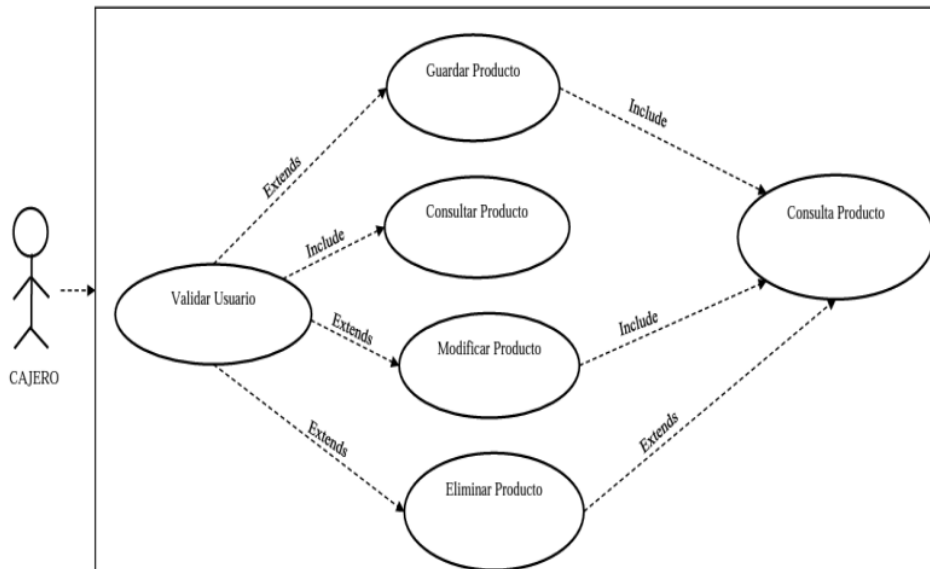 Guardar Producto
Include
Extends
Consultar Producto
Consulta Producto
Include
Validar Usuario
Extends
Include
Modificar Producto
CAJERO
Extends
Extends
Eliminar Producto